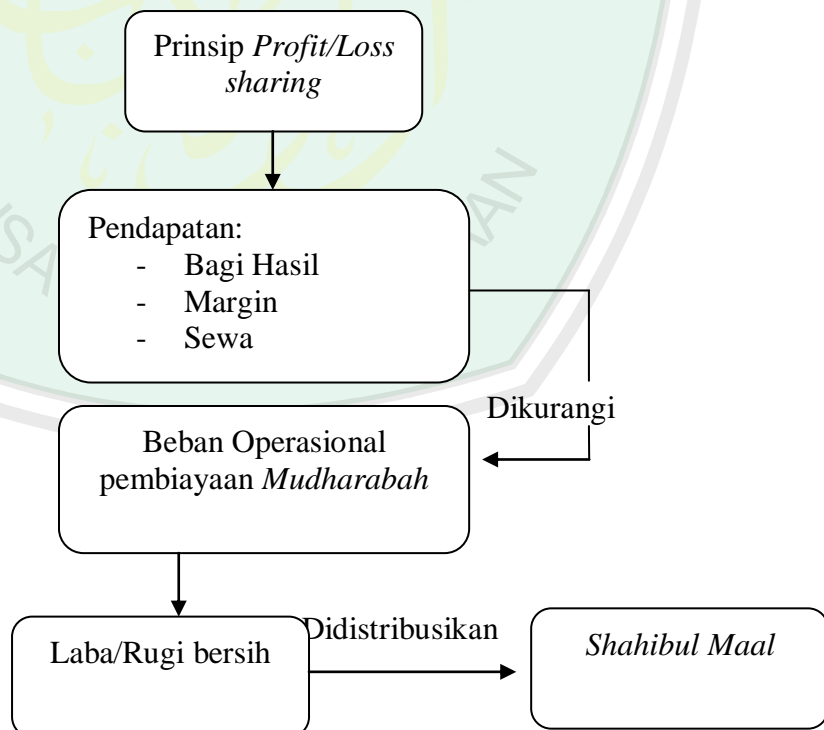 Prinsip Profit/Loss
sharing
Pendapatan:
- Bagi Hasil
- Margin
- Sewa
Dikurangi
Beban Operasional
pembiayaan Mudharabah
Laba/Rugi bersih
Didistribusikan
Shahibul Maal